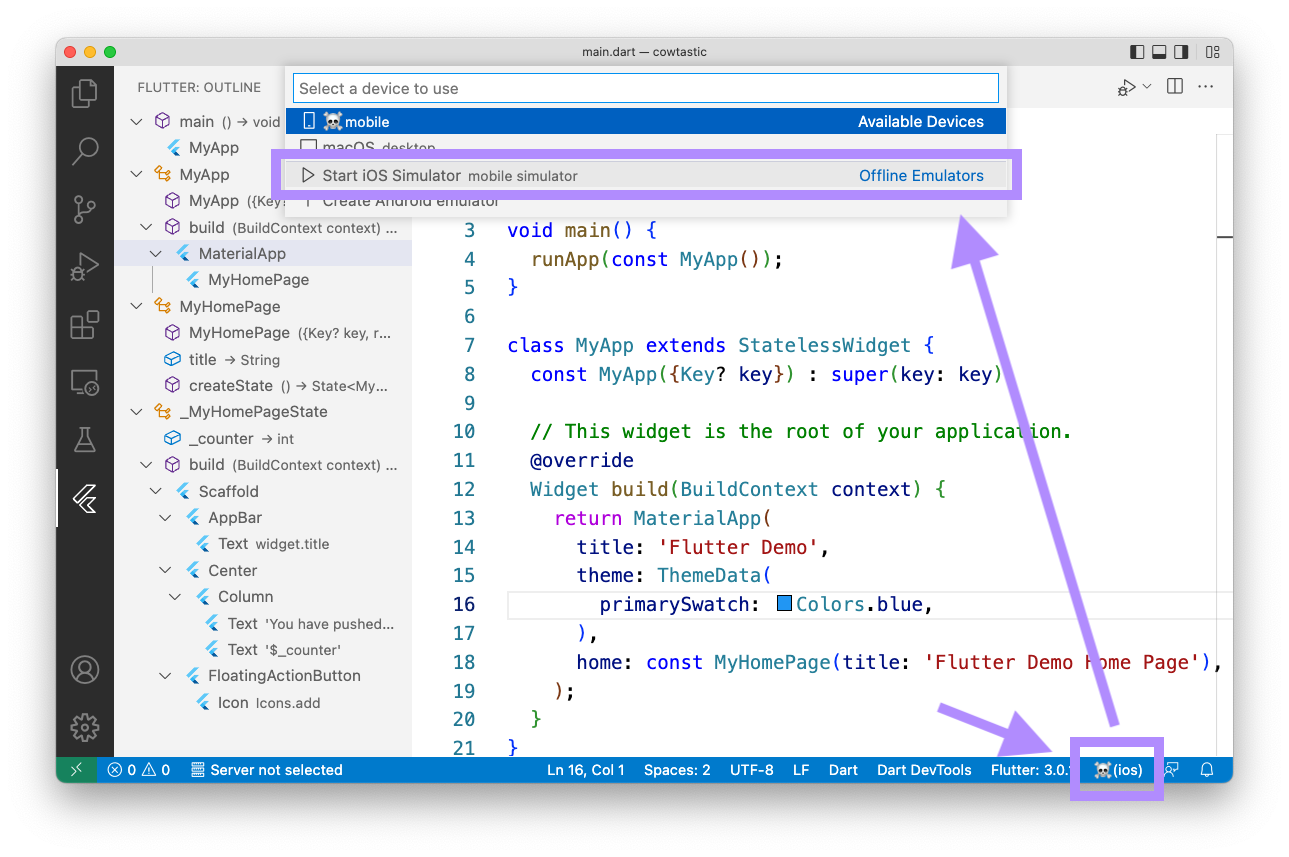 main.dart — cowtastic
FLUTTER: OUTLINE
main () → void
MyApp
MyApp
MyApp ({Key?
build (BuildContext context) ...
MaterialApp
MyHomePage
MyHomePage
MyHomePage ({Key? key, r...
title → String
createState () → State<My...
_MyHomePageState
_counter → int
build (BuildContext context) ...
Scaffold
AppBar
Text widget.title
Center
Column
Text 'You have pushed...
Text '$_counter'
FloatingActionButton
Icon Icons.add
Select a device to use
☠️mobile Available Devices
macOS desktop
Start iOS Simulator mobile simulator Offline Emulators
Create Android emulator
3 void main() {
4 runApp(const MyApp());
5 }
6
7 class MyApp extends StatelessWidget {
8 const MyApp({Key? key}) : super(key: key)
9
10 // This widget is the root of your application.
11 @override
12 Widget build(BuildContext context) {
13 return MaterialApp(
14 title: 'Flutter Demo',
15 theme: ThemeData(
16 primarySwatch: Colors.blue,
17 ),
18 home: const MyHomePage(title: 'Flutter Demo Home Page'),
19 );
20 }
21 }
0 0 Server not selected Ln 16, Col 1 Spaces: 2 UTF-8 LF Dart Dart DevTools Flutter: 3.0. ☠️(ios)